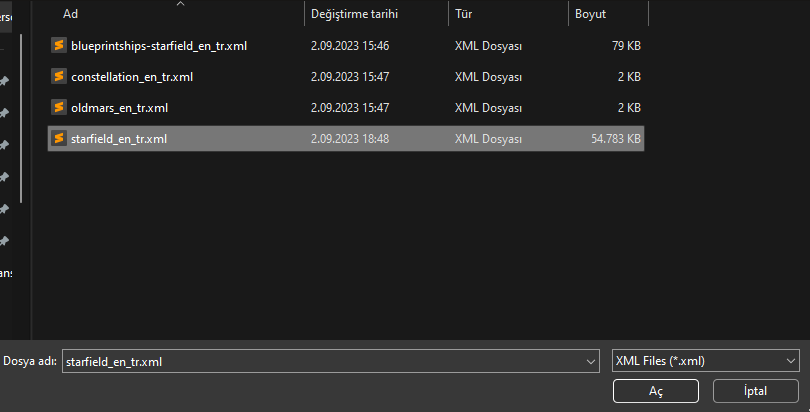 erso
Ad Değiştirme tarihi Tür Boyut
blueprintships-starfield_en_tr.xml 2.09.2023 15:46 XML Dosyası 79 KB
constellation_en_tr.xml 2.09.2023 15:47 XML Dosyası 2 KB
oldmars_en_tr.xml 2.09.2023 15:47 XML Dosyası 2 KB
starfield_en_tr.xml 2.09.2023 18:48 XML Dosyası 54.783 KB
ans
Dosya adı: starfield_en_tr.xml XML Files (*.xml)
Aç İptal